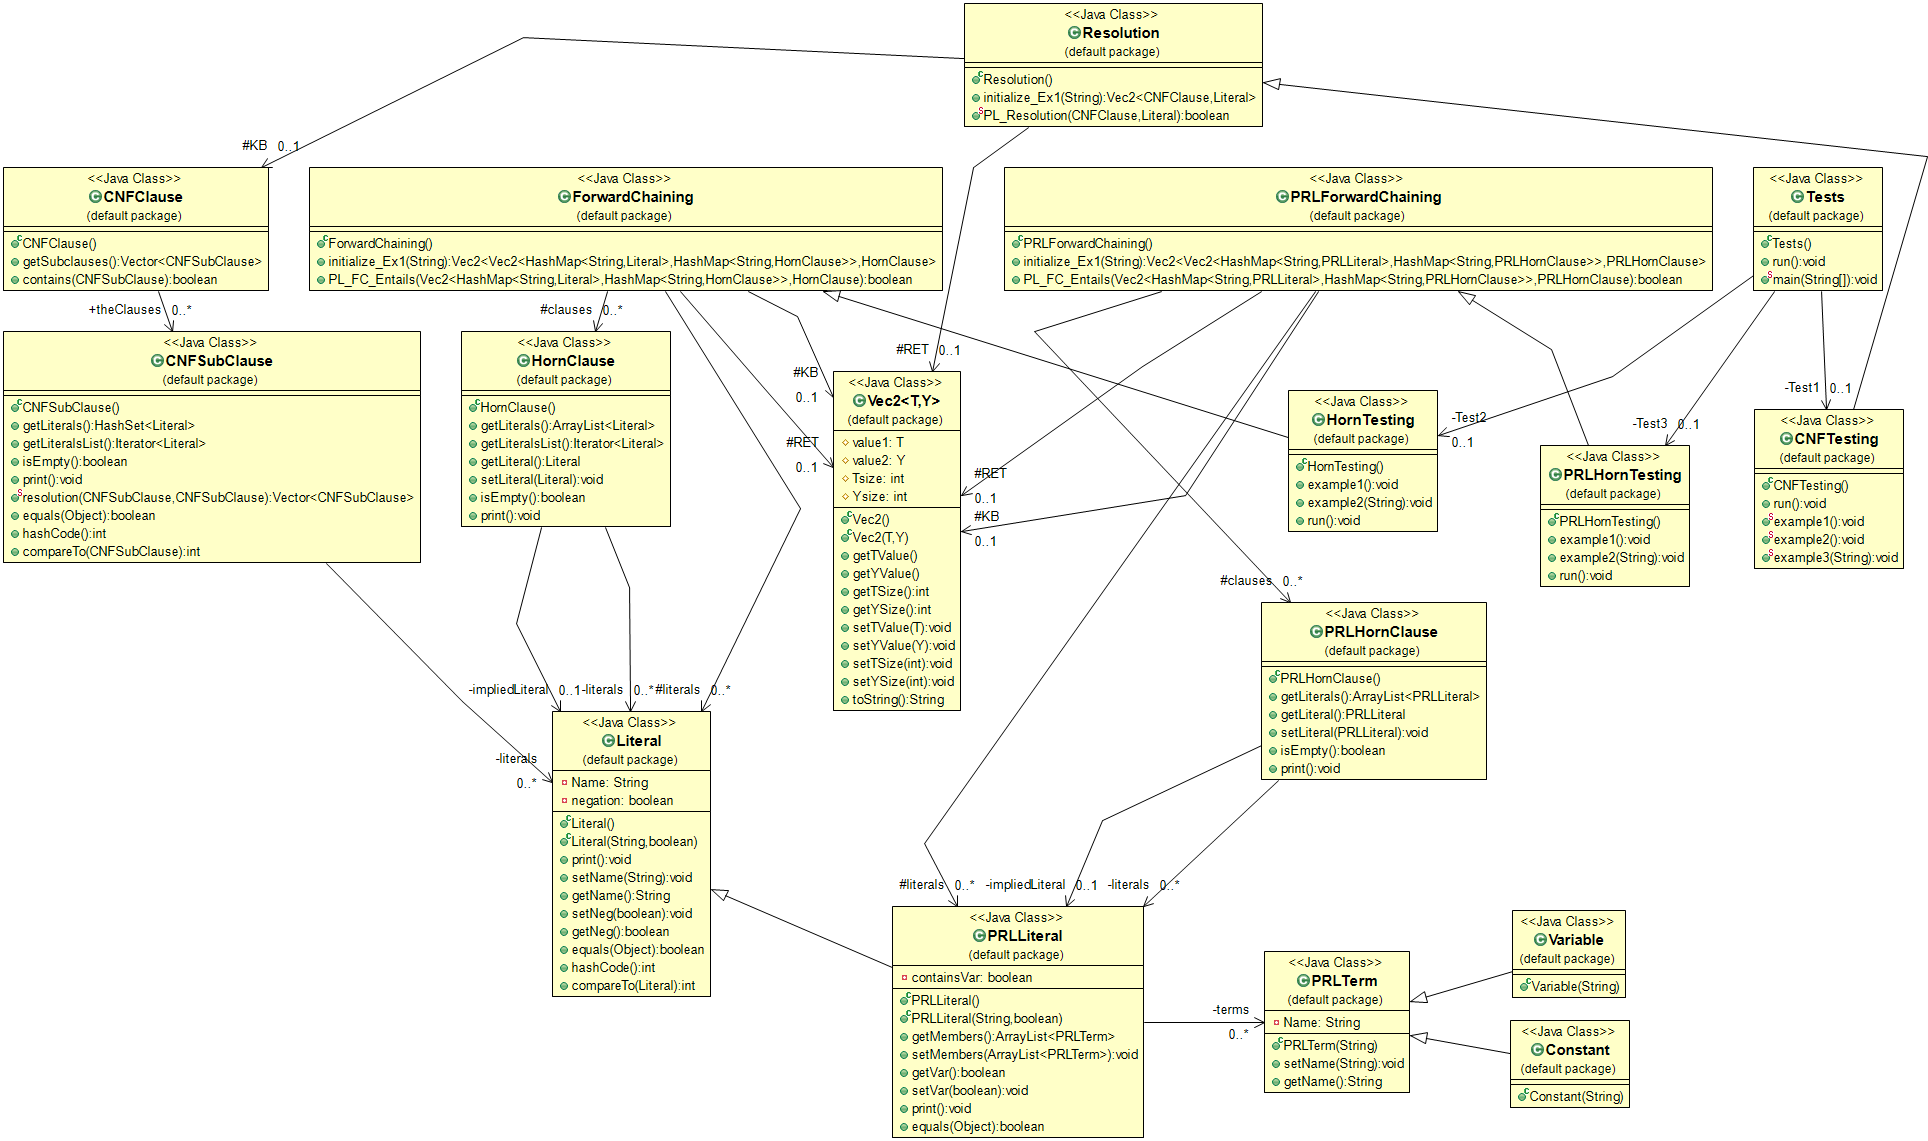 <<Java Class>>
Resolution
(default package)
Resolution()
initialize_Ex1(String):Vec2<CNFClause,Literal>
PL_Resolution(CNFClause,Literal):boolean
#KB 0..1
<<Java Class>>
CNFClause
(default package)
CNFClause()
getSubclauses():Vector<CNFSubClause>
contains(CNFSubClause):boolean
<<Java Class>>
ForwardChaining
(default package)
ForwardChaining()
initialize_Ex1(String):Vec2<Vec2<HashMap<String,Literal>,HashMap<String,HornClause>>,HornClause>
PL_FC_Entails(Vec2<HashMap<String,Literal>,HashMap<String,HornClause>>,HornClause):boolean
<<Java Class>>
PRLForwardChaining
(default package)
PRLForwardChaining()
initialize_Ex1(String):Vec2<Vec2<HashMap<String,PRLLiteral>,HashMap<String,PRLHornClause>>,PRLHornClause>
PL_FC_Entails(Vec2<HashMap<String,PRLLiteral>,HashMap<String,PRLHornClause>>,PRLHornClause):boolean
<<Java Class>>
Tests
(default package)
Tests()
run():void
main(String[]):void
+theClauses 0..*
#clauses 0..*
#RET 0..1
#KB
0..1
#RET
0..1
<<Java Class>>
CNFSubClause
(default package)
CNFSubClause()
getLiterals():HashSet<Literal>
getLiteralsList():Iterator<Literal>
isEmpty():boolean
print():void
resolution(CNFSubClause,CNFSubClause):Vector<CNFSubClause>
equals(Object):boolean
hashCode():int
compareTo(CNFSubClause):int
<<Java Class>>
HornClause
(default package)
HornClause()
getLiterals():ArrayList<Literal>
getLiteralsList():Iterator<Literal>
getLiteral():Literal
setLiteral(Literal):void
isEmpty():boolean
print():void
<<Java Class>>
Vec2<T,Y>
(default package)
value1: T
value2: Y
Tsize: int
Ysize: int
Vec2()
Vec2(T,Y)
getTValue()
getYValue()
getTSize():int
getYSize():int
setTValue(T):void
setYValue(Y):void
setTSize(int):void
setYSize(int):void
toString():String
#RET
0..1
#KB
0..1
-Test2
0..1
-Test3 0..1
-Test1 0..1
<<Java Class>>
HornTesting
(default package)
HornTesting()
example1():void
example2(String):void
run():void
<<Java Class>>
PRLHornTesting
(default package)
PRLHornTesting()
example1():void
example2(String):void
run():void
<<Java Class>>
CNFTesting
(default package)
CNFTesting()
run():void
example1():void
example2():void
example3(String):void
#clauses 0..*
<<Java Class>>
PRLHornClause
(default package)
PRLHornClause()
getLiterals():ArrayList<PRLLiteral>
getLiteral():PRLLiteral
setLiteral(PRLLiteral):void
isEmpty():boolean
print():void
-impliedLiteral 0..1 -literals 0..* #literals 0..*
-literals
0..*
<<Java Class>>
Literal
(default package)
Name: String
negation: boolean
Literal()
Literal(String,boolean)
print():void
setName(String):void
getName():String
setNeg(boolean):void
getNeg():boolean
equals(Object):boolean
hashCode():int
compareTo(Literal):int
#literals 0..* -impliedLiteral 0..1 -literals 0..*
<<Java Class>>
PRLLiteral
(default package)
containsVar: boolean
PRLLiteral()
PRLLiteral(String,boolean)
getMembers():ArrayList<PRLTerm>
setMembers(ArrayList<PRLTerm>):void
getVar():boolean
setVar(boolean):void
print():void
equals(Object):boolean
-terms
0..*
<<Java Class>>
PRLTerm
(default package)
Name: String
PRLTerm(String)
setName(String):void
getName():String
<<Java Class>>
Variable
(default package)
Variable(String)
<<Java Class>>
Constant
(default package)
Constant(String)